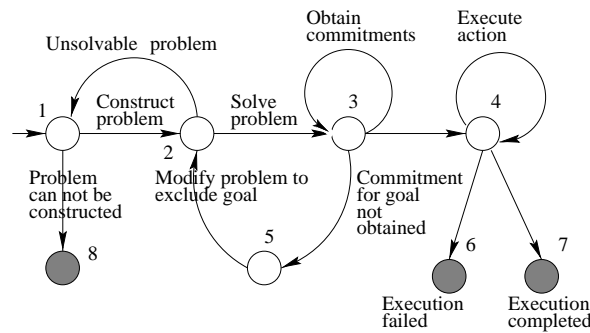 Obtain
commitments
Execute
action
Unsolvable problem
1
Construct
problem
Solve
problem
3
4
2
Problem
can not be
constructed
Modify problem to
exclude goal
Commitment
for goal
not
obtained
5
6
7
8
Execution
failed
Execution
completed